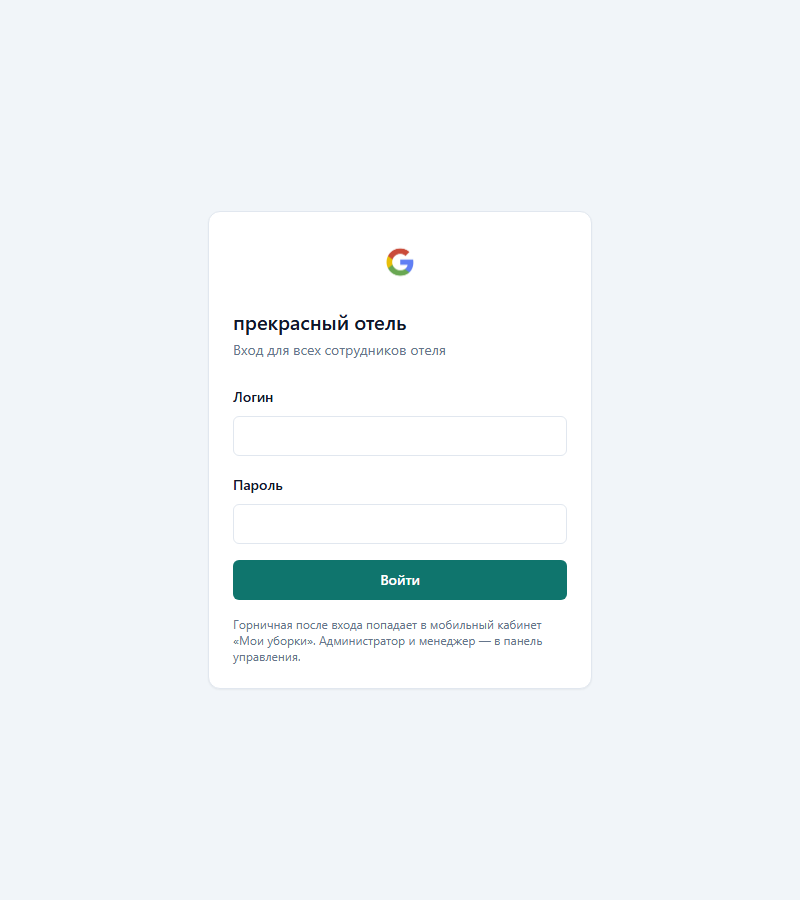 прекрасный отель
Вход для всех сотрудников отеля
Логин
Пароль
Войти
Горничная после входа попадает в мобильный кабинет
«Мои уборки». Администратор и менеджер — в панель
управления.